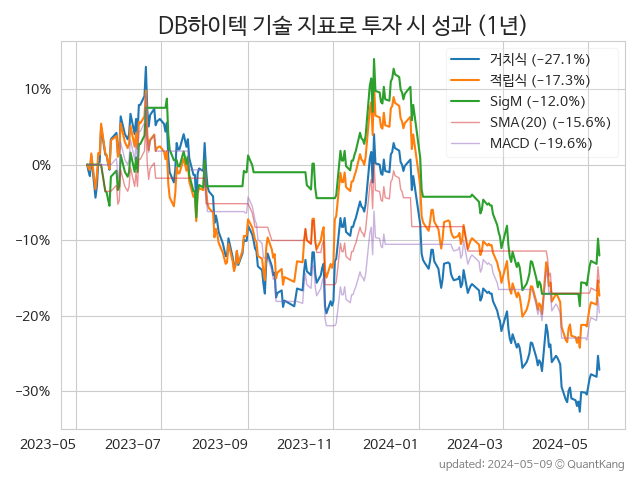 DB하이텍 기술 지표로 투자 시 성과 (1년)
거치식 (−27.1%)
적립식 (−17.3%)
SigM (−12.0%)
SMA(20) (−15.6%)
MACD (−19.6%)
10%
0%
−10%
−20%
−30%
2023-05 2023-07 2023-09 2023-11 2024-01 2024-03 2024-05
updated: 2024-05-09 ⓒ QuantKang